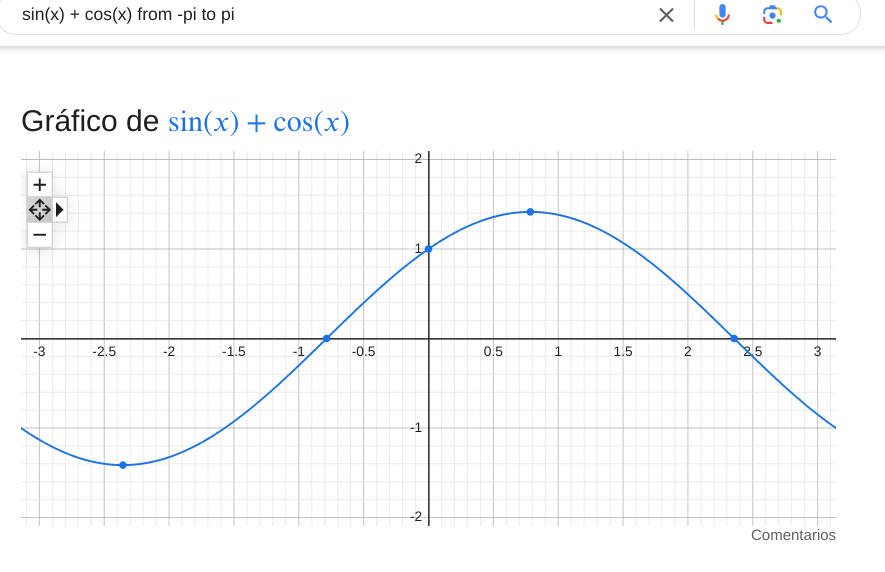 sin(x) + cos(x) from -pi to pi
Gráfico de sin(x) + cos(x)
2
+
1
−
-3 -2.5 -2 -1.5 -1 -0.5 0.5 1 1.5 2 2.5 3
-1
-2
Comentarios